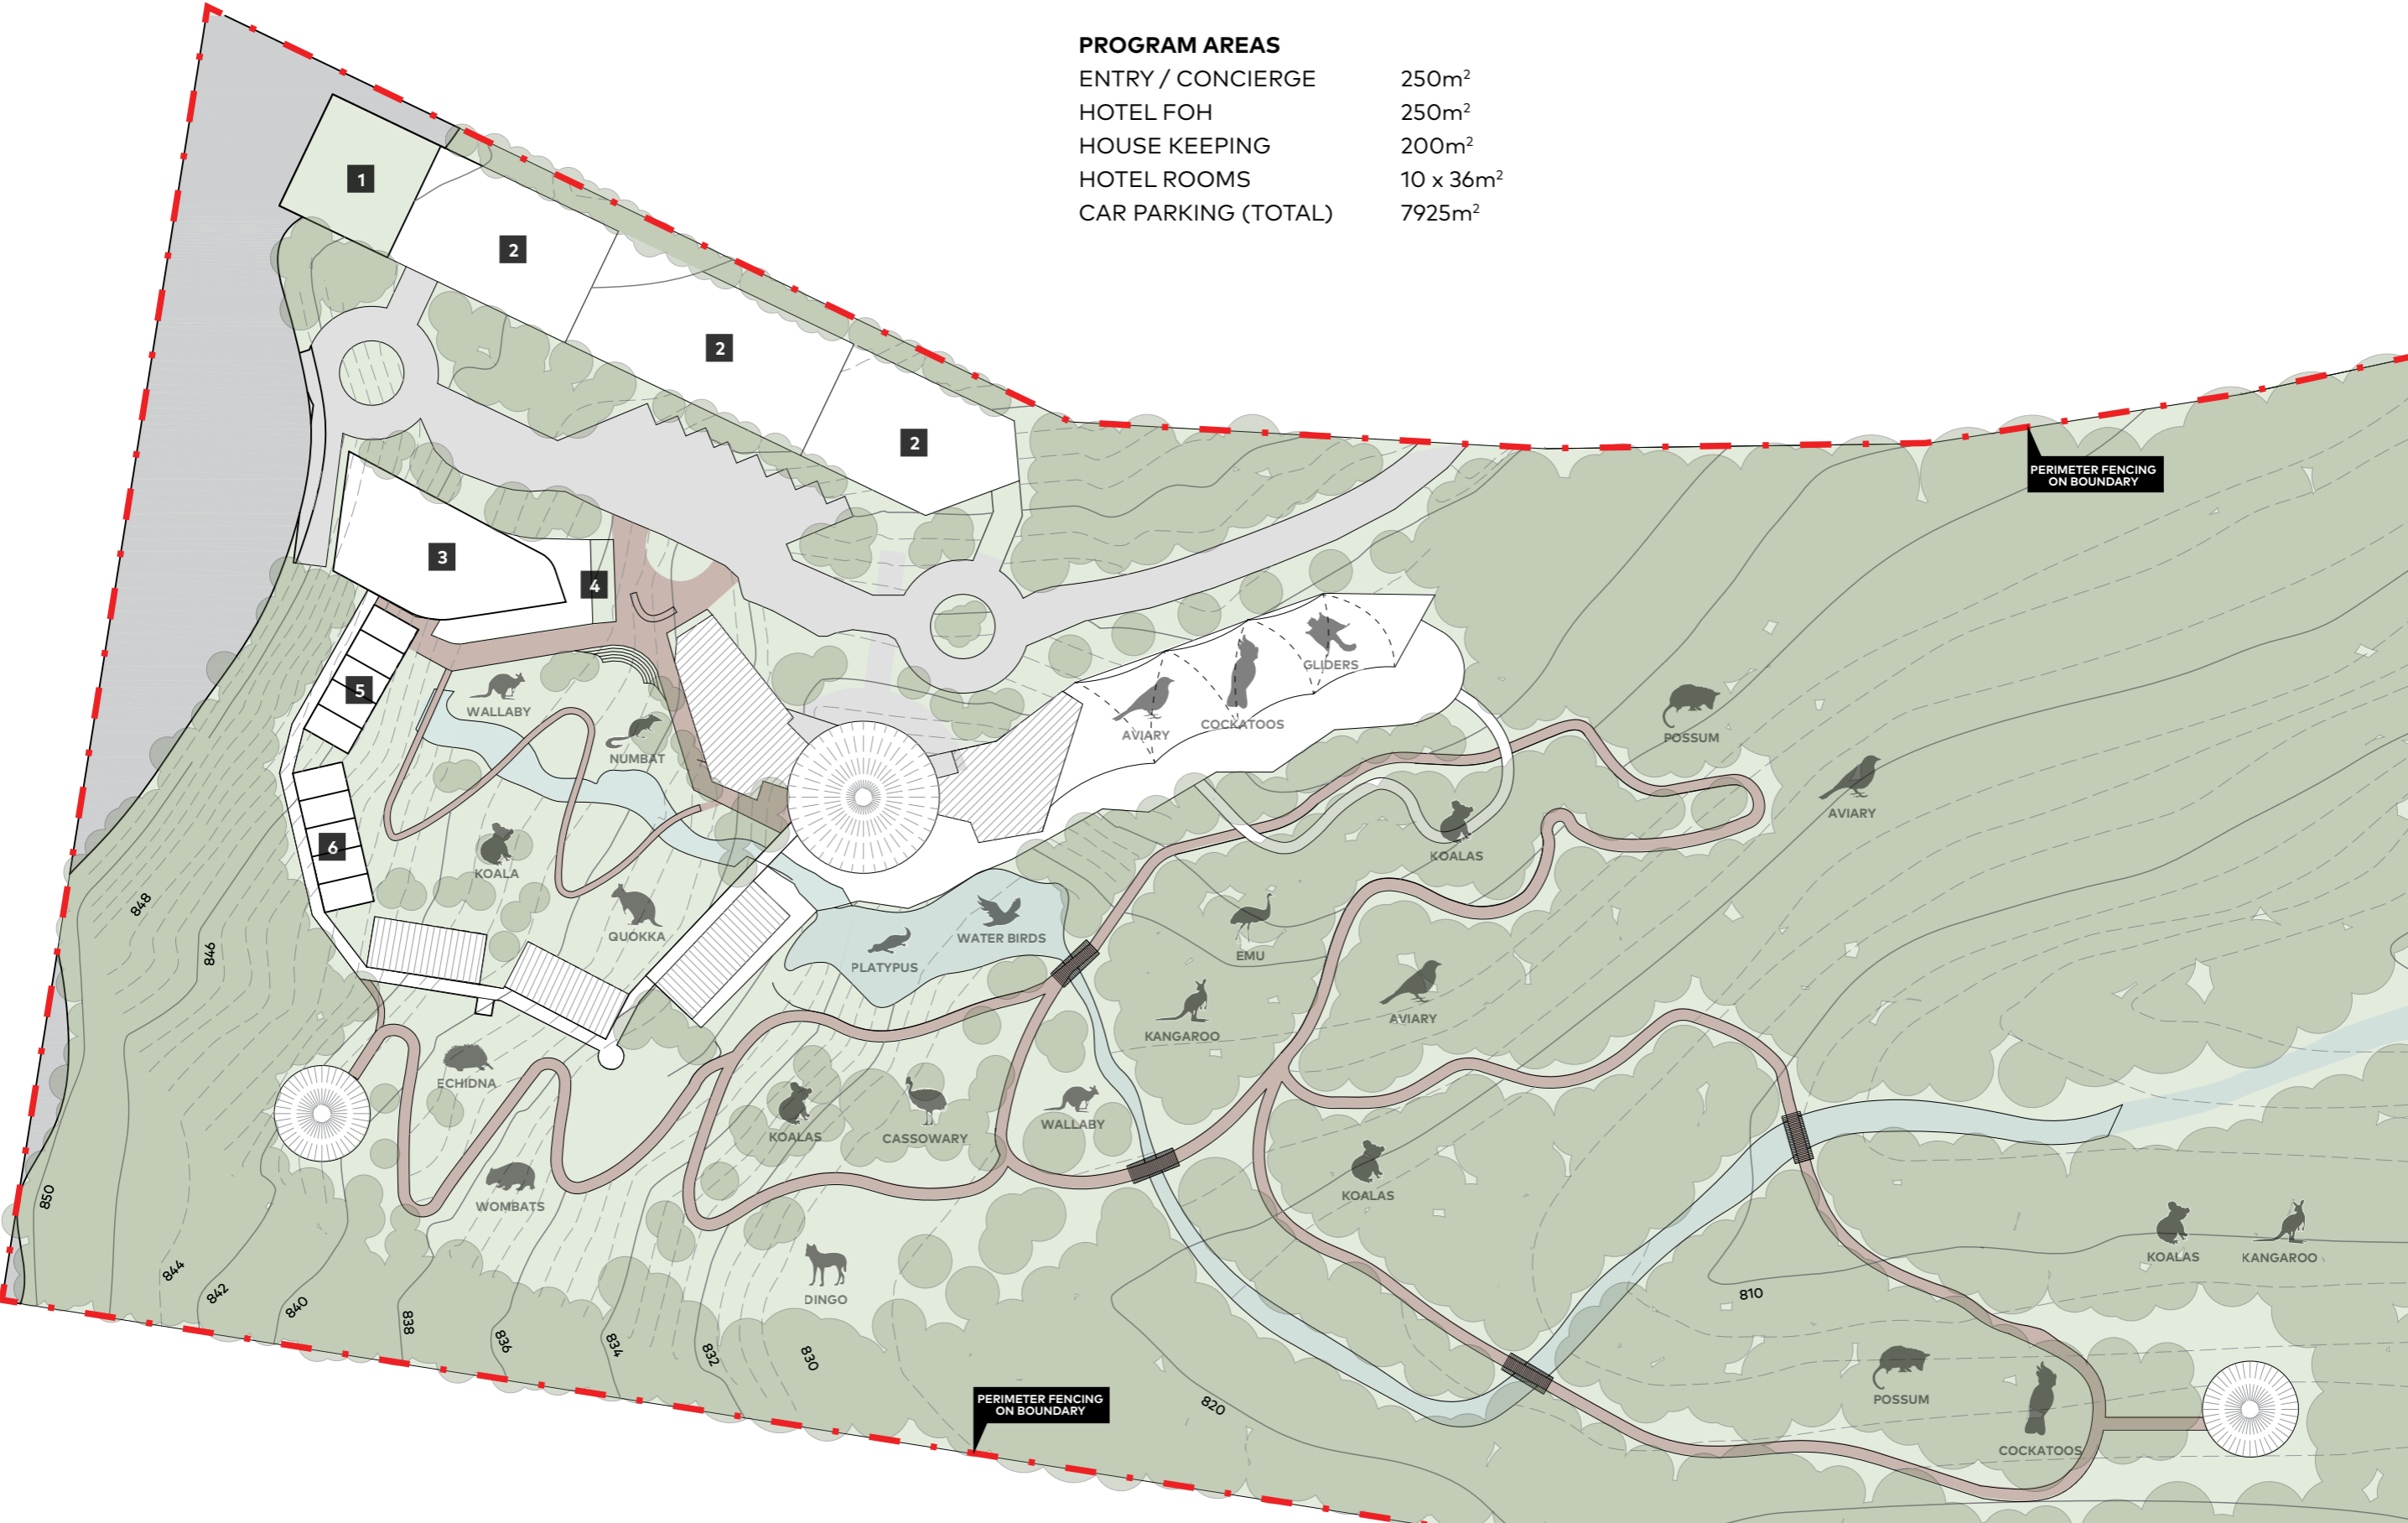 PROGRAM AREAS
ENTRY / CONCIERGE 250m²
HOTEL FOH 250m²
HOUSE KEEPING 200m²
HOTEL ROOMS 10 x 36m²
CAR PARKING (TOTAL) 7925m²
1
2
2
2
PERIMETER FENCING
ON BOUNDARY
3
4
5
6
WALLABY
NUMBAT
KOALA
QUOKKA
AVIARY
COCKATOOS
GLIDERS
POSSUM
AVIARY
KOALAS
PLATYPUS
WATER BIRDS
EMU
KANGAROO
AVIARY
ECHIDNA
WOMBATS
KOALAS
CASSOWARY
WALLABY
KOALAS
DINGO
KOALAS
KANGAROO
POSSUM
COCKATOOS
848
846
850
844
842
840
838
836
834
832
830
820
810
PERIMETER FENCING
ON BOUNDARY